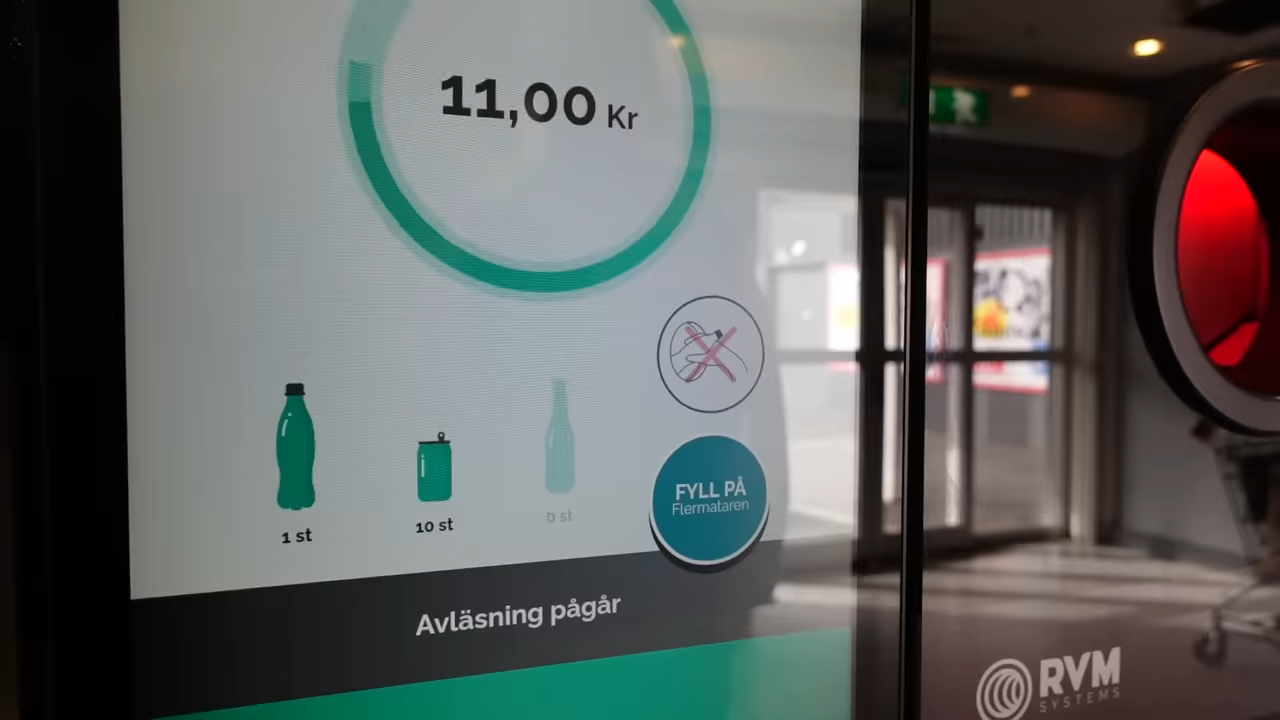 11,00 Kr
1 st
10 st
0 st
FYLL PÅ
Flermataren
Avläsning pågår
RVM
SYSTEMS